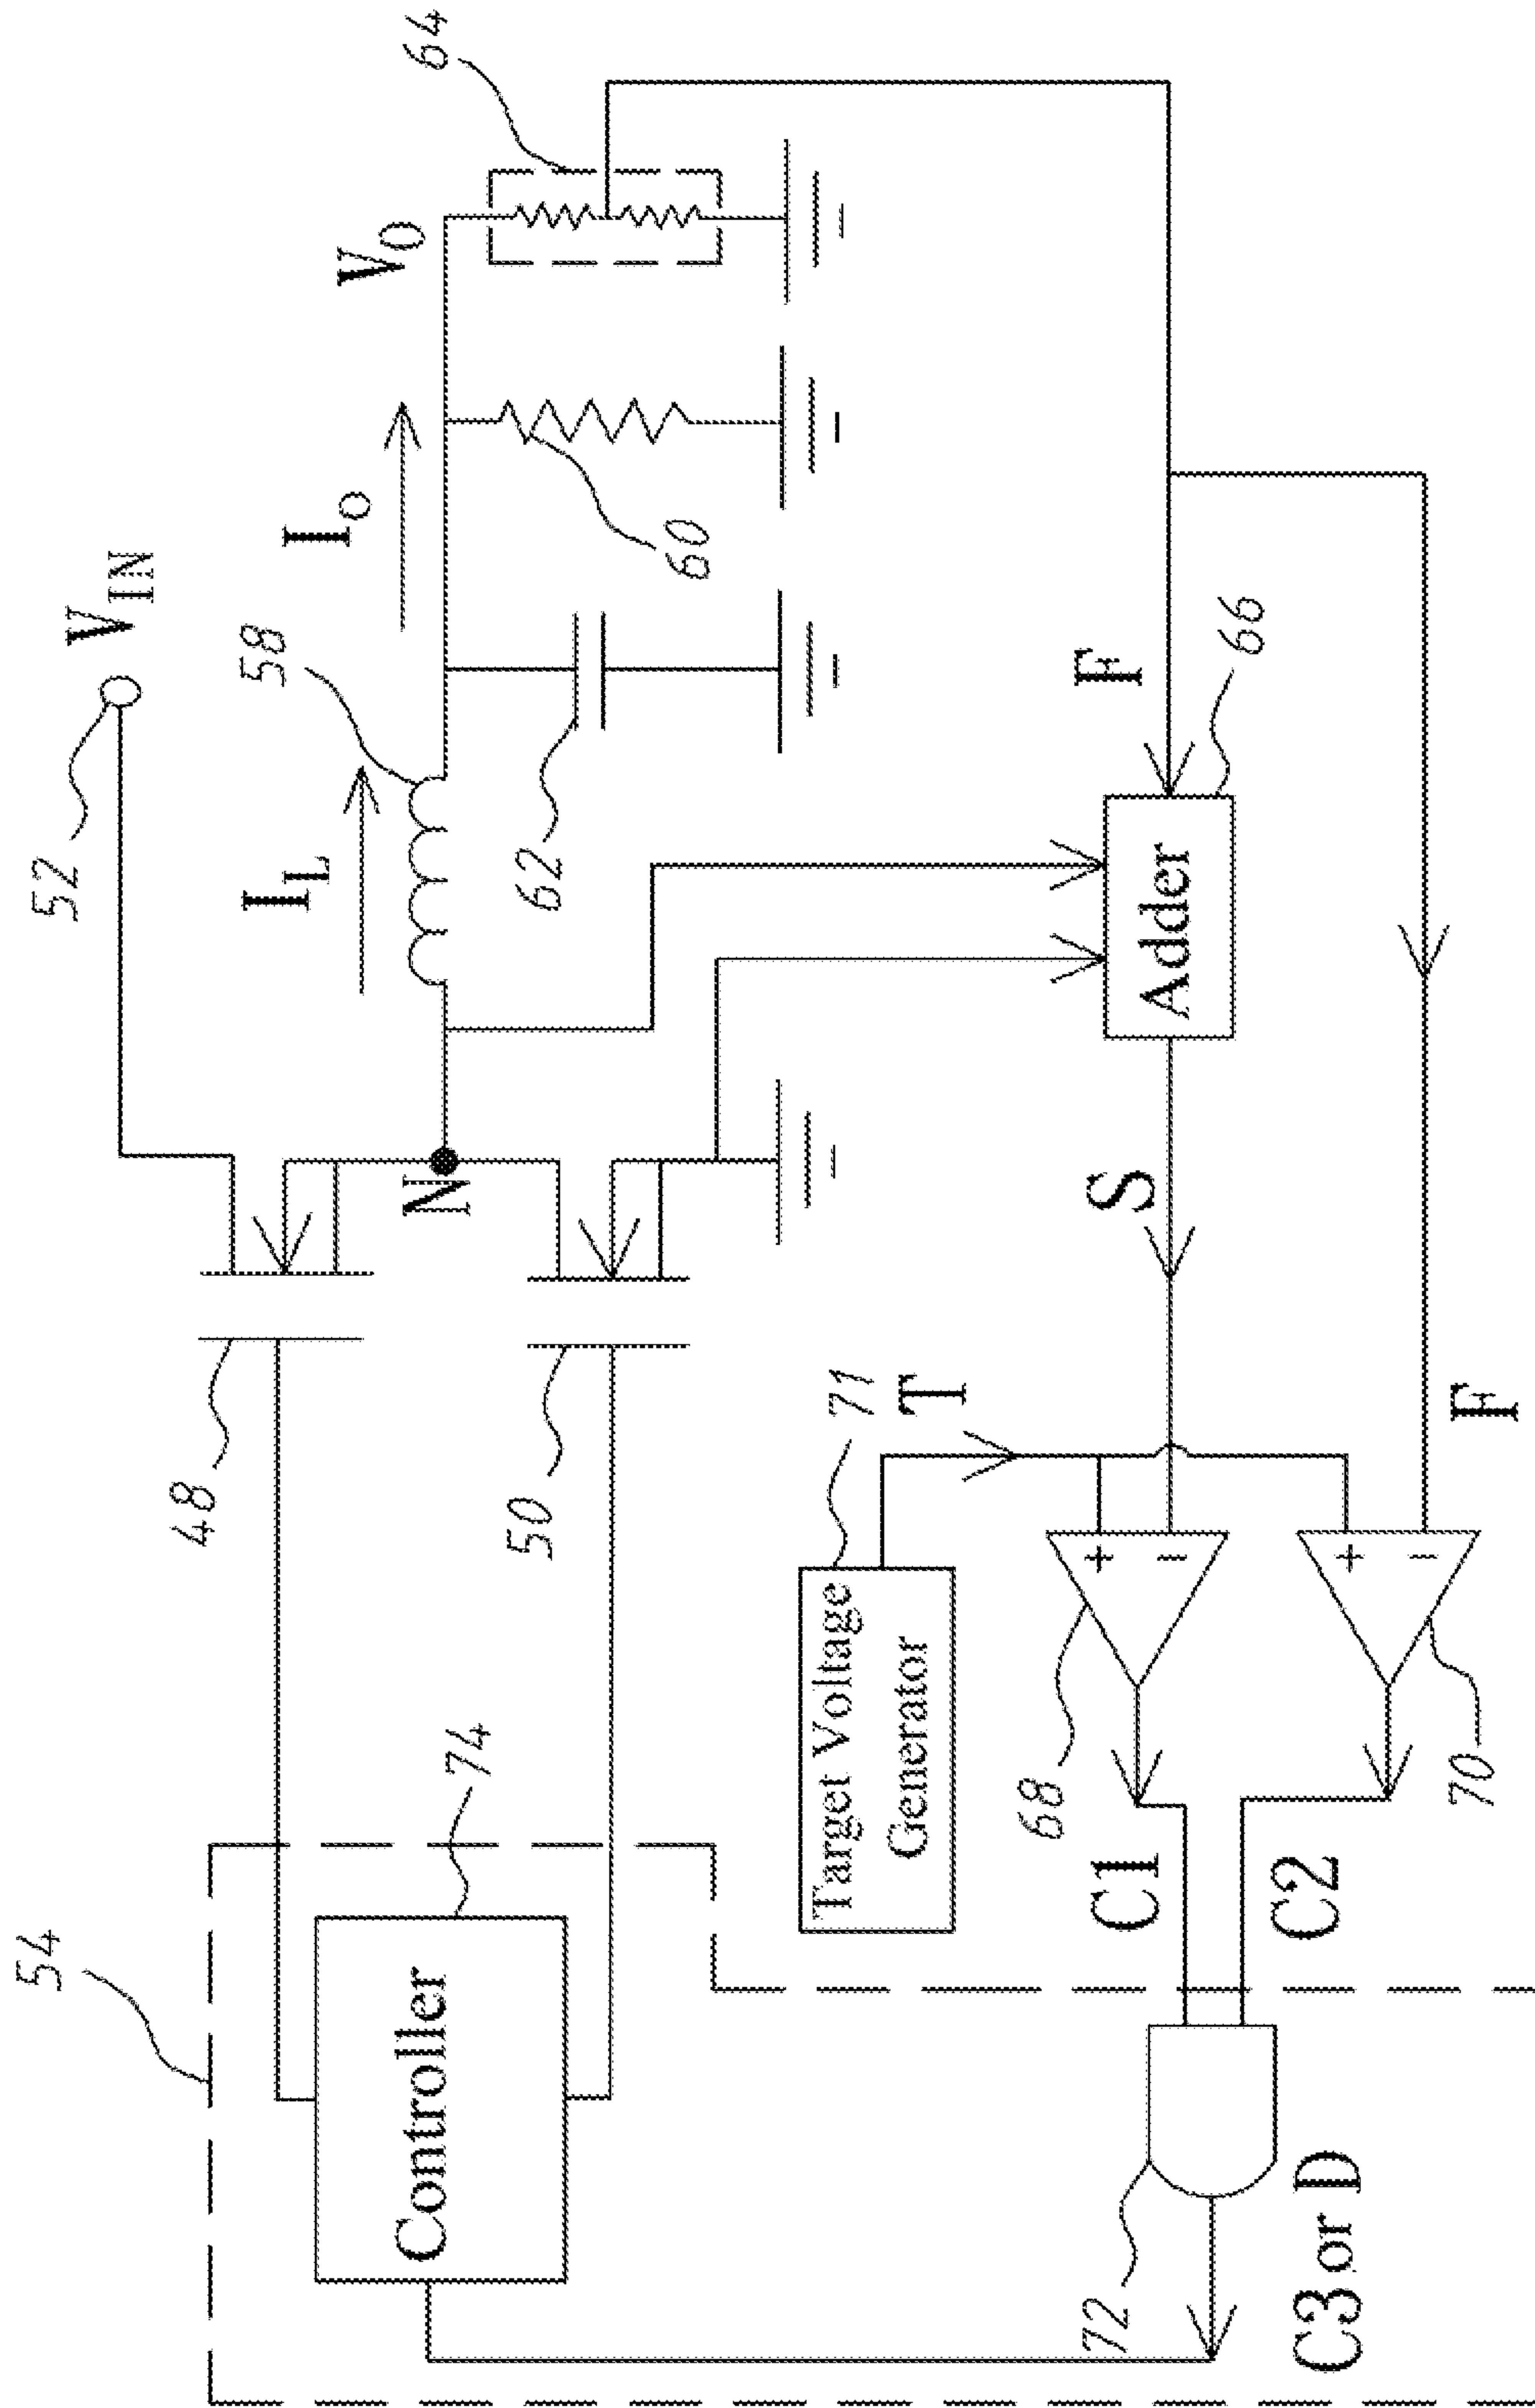 54
Controller
74
48
50
52
V_IN
I_L
58
I_O
V_O
64
N
62
60
Target Voltage
Generator
71
T
68
C1
S
Adder
66
F
72
C2
70
F
C3 or D